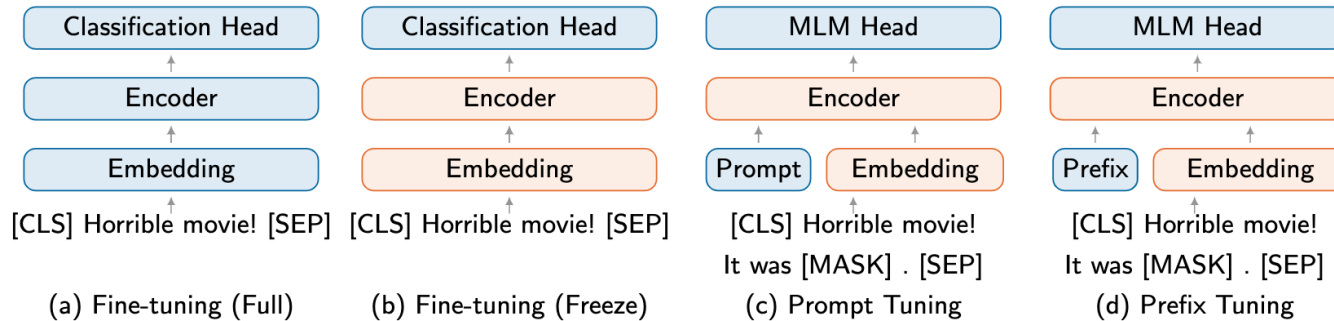 Classification Head
Encoder
Embedding
[CLS] Horrible movie! [SEP]
(a) Fine-tuning (Full)
Classification Head
Encoder
Embedding
[CLS] Horrible movie! [SEP]
(b) Fine-tuning (Freeze)
MLM Head
Encoder
Prompt
Embedding
[CLS] Horrible movie!
It was [MASK] . [SEP]
(c) Prompt Tuning
MLM Head
Encoder
Prefix
Embedding
[CLS] Horrible movie!
It was [MASK] . [SEP]
(d) Prefix Tuning